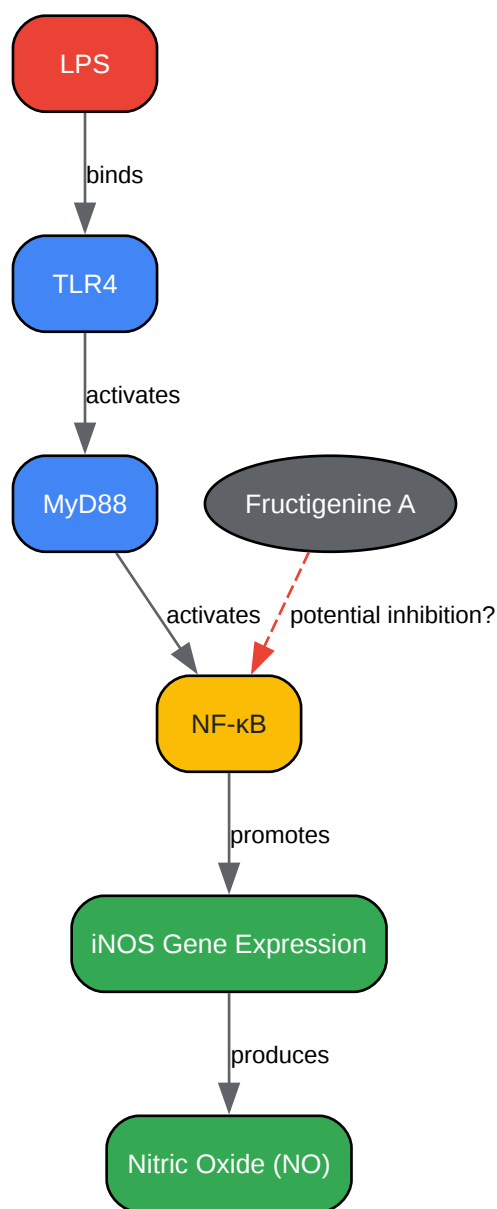 LPS
binds
TLR4
activates
MyD88
Fructigenine A
activates
potential inhibition?
NF-κB
promotes
iNOS Gene Expression
produces
Nitric Oxide (NO)